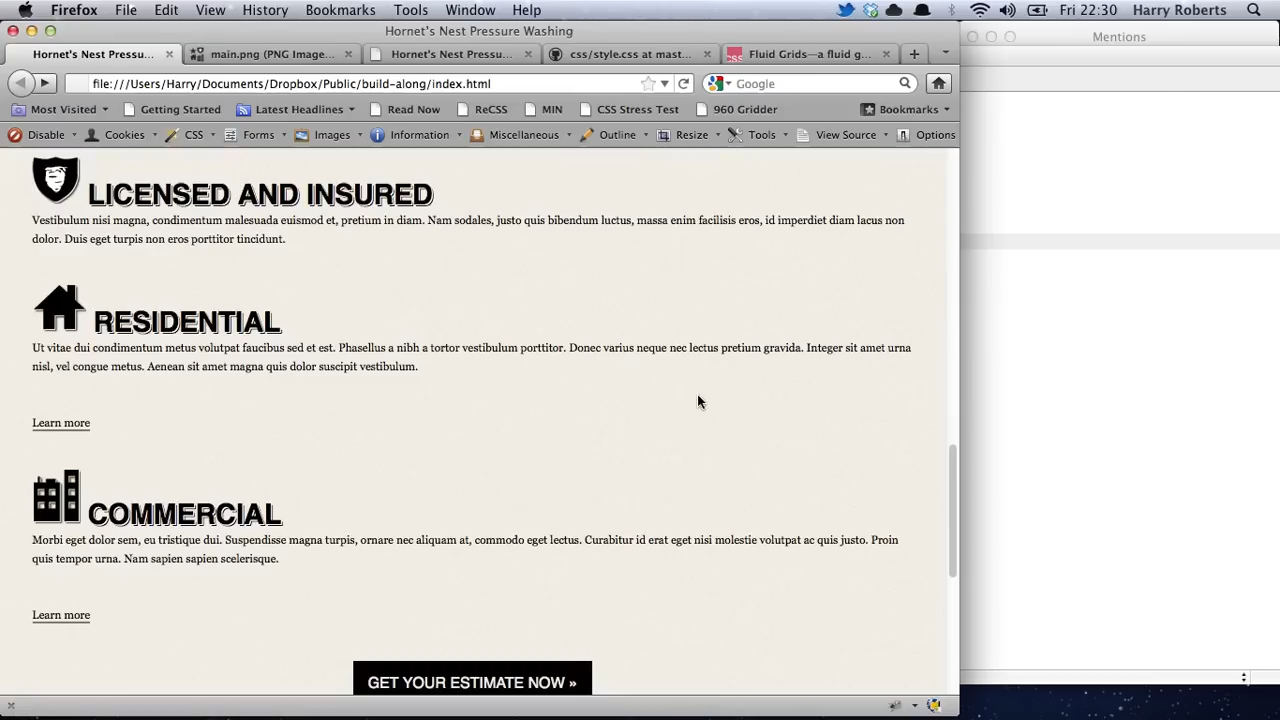 Firefox File Edit View History Bookmarks Tools Window Help Fri 22:30 Harry Roberts
Hornet's Nest Pressure Washing
Mentions
Hornet's Nest Pressu... main.png (PNG Image... Hornet's Nest Pressu... css/style.css at mast... Fluid Grids—a fluid g...
file:///Users/Harry/Documents/Dropbox/Public/build-along/index.html Google
Most Visited Getting Started Latest Headlines Read Now ReCSS MIN CSS Stress Test 960 Gridder Bookmarks
Disable Cookies CSS Forms Images Information Miscellaneous Outline Resize Tools View Source Options
LICENSED AND INSURED
Vestibulum nisi magna, condimentum malesuada euismod et, pretium in diam. Nam sodales, justo quis bibendum luctus, massa enim facilisis eros, id imperdiet diam lacus non
dolor. Duis eget turpis non eros porttitor tincidunt.
RESIDENTIAL
Ut vitae dui condimentum metus volutpat faucibus sed et est. Phasellus a nibh a tortor vestibulum porttitor. Donec varius neque nec lectus pretium gravida. Integer sit amet urna
nisl, vel congue metus. Aenean sit amet magna quis dolor suscipit vestibulum.
Learn more
COMMERCIAL
Morbi eget dolor sem, eu tristique dui. Suspendisse magna turpis, ornare nec aliquam at, commodo eget lectus. Curabitur id erat eget nisi molestie volutpat ac quis justo. Proin
quis tempor urna. Nam sapien sapien scelerisque.
Learn more
GET YOUR ESTIMATE NOW »